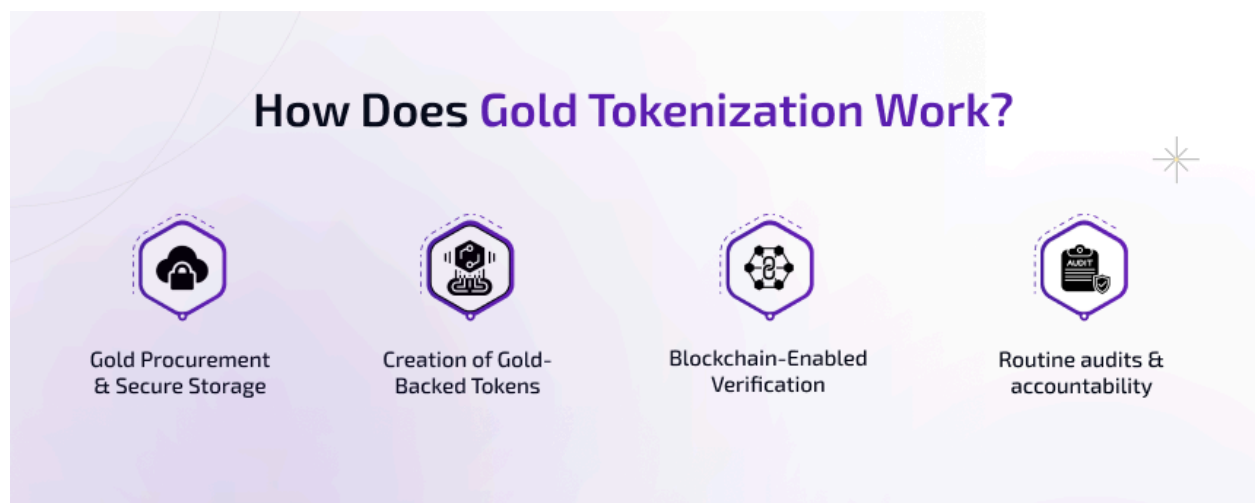 How Does Gold Tokenization Work?
Gold Procurement
& Secure Storage
Creation of Gold-
Backed Tokens
Blockchain-Enabled
Verification
AUDIT
Routine audits &
accountability